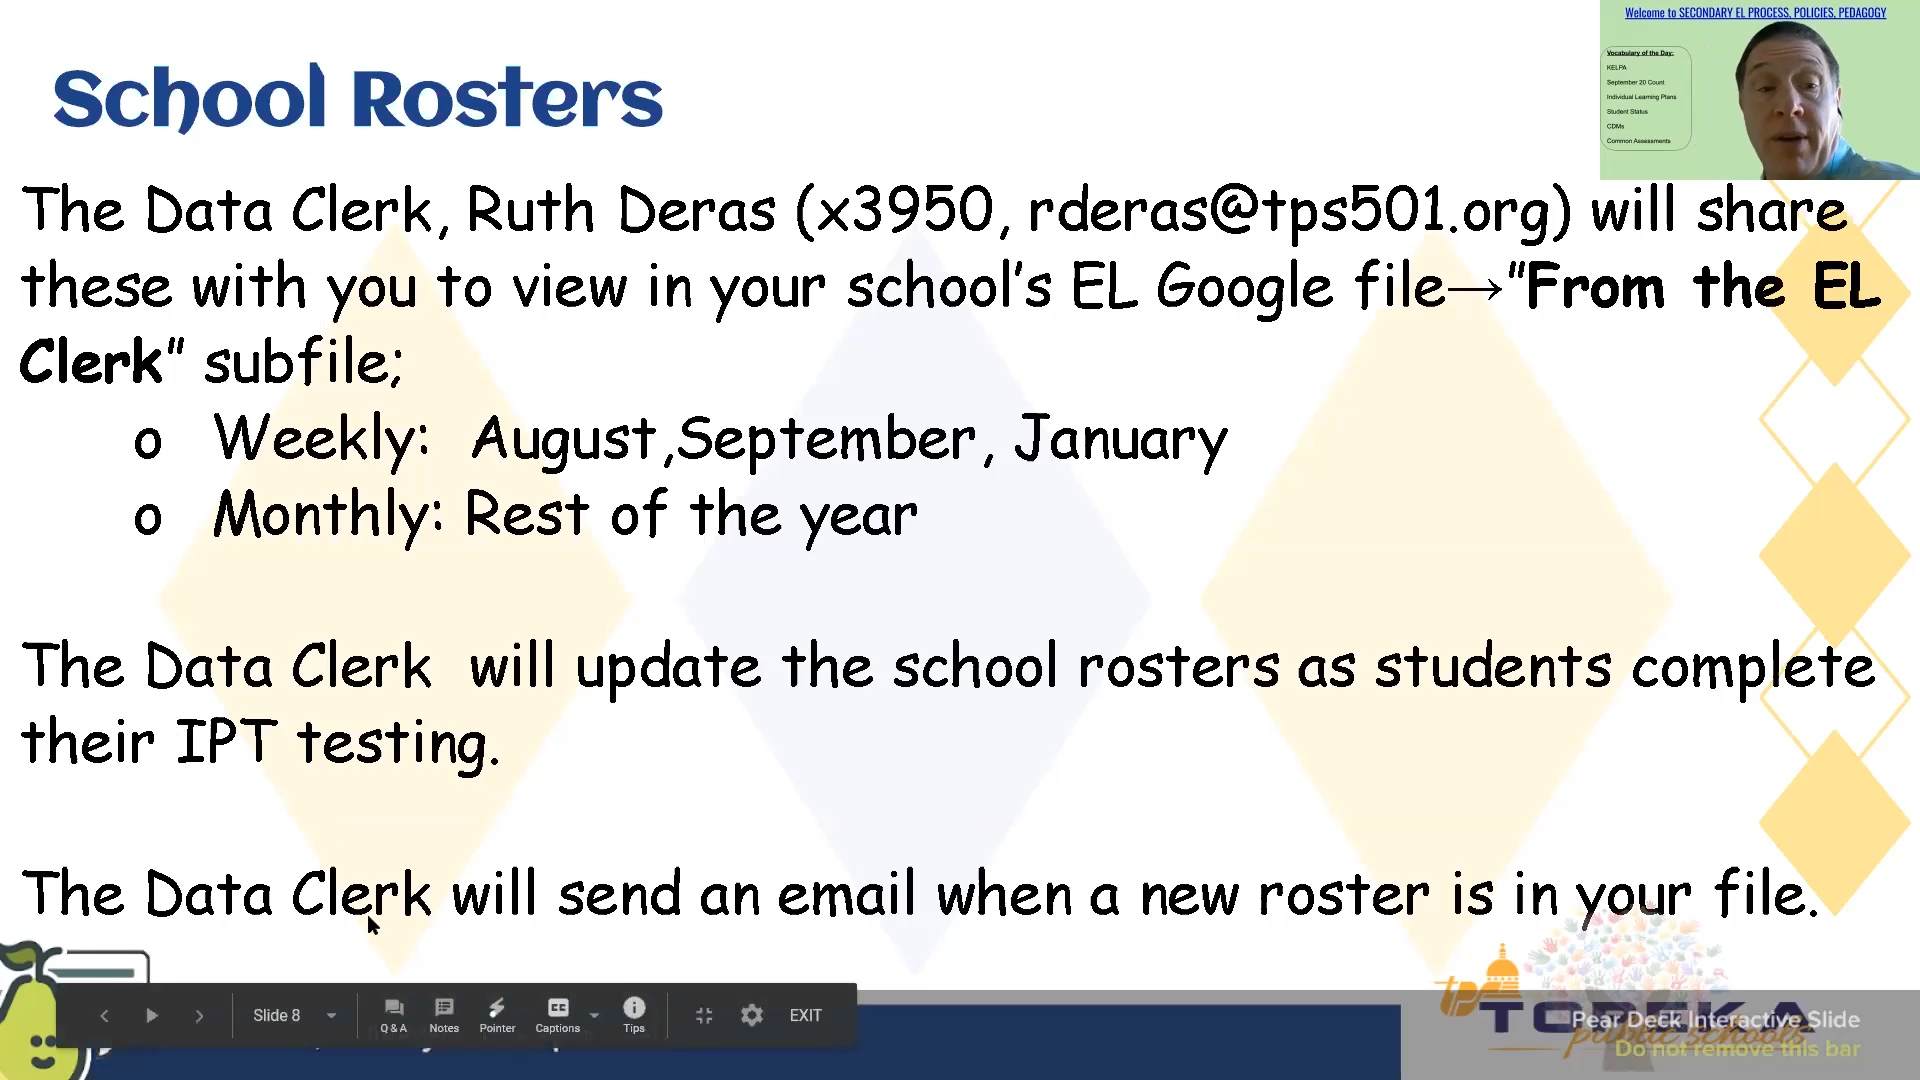 Welcome to SECONDARY EL PROCESS, POLICIES, PEDAGOGY
Vocabulary of the Day:
KELPA
September 20 Count
Individual Learning Plans
Student Status
CDMs
Common Assessments
School Rosters
The Data Clerk, Ruth Deras (x3950, rderas@tps501.org) will share
these with you to view in your school's EL Google file→"From the EL
Clerk" subfile;
o Weekly: August,September, January
o Monthly: Rest of the year
The Data Clerk will update the school rosters as students complete
their IPT testing.
The Data Clerk will send an email when a new roster is in your file.
Slide 8
Q & A
Notes
Pointer
CC
Captions
Tips
EXIT
tps
TOPEKA
public schools
Pear Deck Interactive Slide
Do not remove this bar